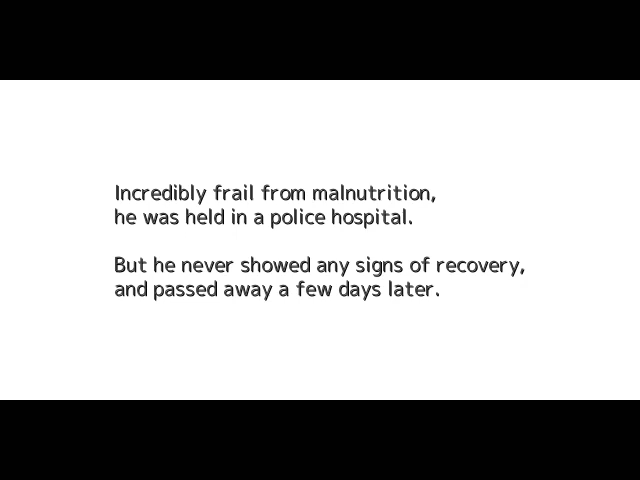 Incredibly frail from malnutrition,
he was held in a police hospital.
But he never showed any signs of recovery,
and passed away a few days later.